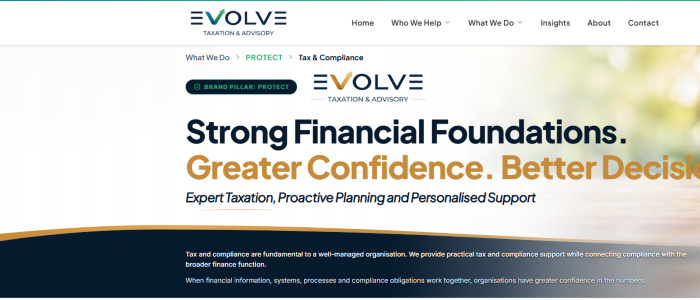 EVOLVE
TAXATION & ADVISORY
Home Who We Help What We Do Insights About Contact
What We Do > PROTECT > Tax & Compliance
BRAND PILLAR: PROTECT
EVOLVE
TAXATION & ADVISORY
Strong Financial Foundations.
Greater Confidence. Better Decisi
Expert Taxation, Proactive Planning and Personalised Support
Tax and compliance are fundamental to a well-managed organisation. We provide practical tax and compliance support while connecting compliance with the
broader finance function.
When financial information, systems, processes and compliance obligations work together, organisations have greater confidence in the numbers.